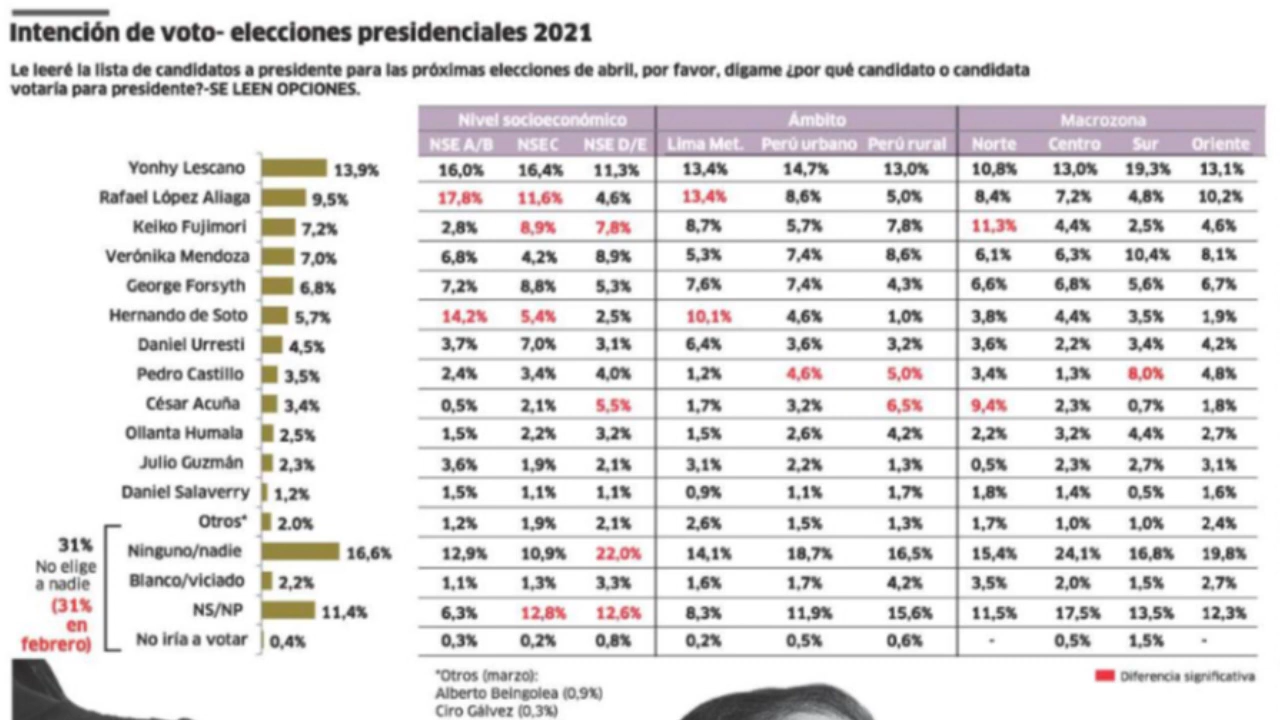 Intención de voto- elecciones presidenciales 2021
Le leeré la lista de candidatos a presidente para las próximas elecciones de abril, por favor, dígame ¿por qué candidato o candidata
votaría para presidente?-SE LEEN OPCIONES.
Nivel socioeconómico Ámbito Macrozona
NSE A/B NSE C NSE D/E Lima Met. Perú urbano Perú rural Norte Centro Sur Oriente
Yonhy Lescano 13,9% 16,0% 16,4% 11,3% 13,4% 14,7% 13,0% 10,8% 13,0% 19,3% 13,1%
Rafael López Aliaga 9,5% 17,8% 11,6% 4,6% 13,4% 8,6% 5,0% 8,4% 7,2% 4,8% 10,2%
Keiko Fujimori 7,2% 2,8% 8,9% 7,8% 8,7% 5,7% 7,8% 11,3% 4,4% 2,5% 4,6%
Verónika Mendoza 7,0% 6,8% 4,2% 8,9% 5,3% 7,4% 8,6% 6,1% 6,3% 10,4% 8,1%
George Forsyth 6,8% 7,2% 8,8% 5,3% 7,6% 7,4% 4,3% 6,6% 6,8% 5,6% 6,7%
Hernando de Soto 5,7% 14,2% 5,4% 2,5% 10,1% 4,6% 1,0% 3,8% 4,4% 3,5% 1,9%
Daniel Urresti 4,5% 3,7% 7,0% 3,1% 6,4% 3,6% 3,2% 3,6% 2,2% 3,4% 4,2%
Pedro Castillo 3,5% 2,4% 3,4% 4,0% 1,2% 4,6% 5,0% 3,4% 1,3% 8,0% 4,8%
César Acuña 3,4% 0,5% 2,1% 5,5% 1,7% 3,2% 6,5% 9,4% 2,3% 0,7% 1,8%
Ollanta Humala 2,5% 1,5% 2,2% 3,2% 1,5% 2,6% 4,2% 2,2% 3,2% 4,4% 2,7%
Julio Guzmán 2,3% 3,6% 1,9% 2,1% 3,1% 2,2% 1,3% 0,5% 2,3% 2,7% 3,1%
Daniel Salaverry 1,2% 1,5% 1,1% 1,1% 0,9% 1,1% 1,7% 1,8% 1,4% 0,5% 1,6%
Otros* 2.0% 1,2% 1,9% 2,1% 2,6% 1,5% 1,3% 1,7% 1,0% 1,0% 2,4%
Ninguno/nadie 16,6% 12,9% 10,9% 22,0% 14,1% 18,7% 16,5% 15,4% 24,1% 16,8% 19,8%
Blanco/viciado 2,2% 1,1% 1,3% 3,3% 1,6% 1,7% 4,2% 3,5% 2,0% 1,5% 2,7%
NS/NP 11,4% 6,3% 12,8% 12,6% 8,3% 11,9% 15,6% 11,5% 17,5% 13,5% 12,3%
No iría a votar 0,4% 0,3% 0,2% 0,8% 0,2% 0,5% 0,6% - 0,5% 1,5% -
31%
No elige
a nadie
(31%
en
febrero)
*Otros (marzo):
Alberto Beingolea (0,9%)
Ciro Gálvez (0,3%)
Diferencia significativa